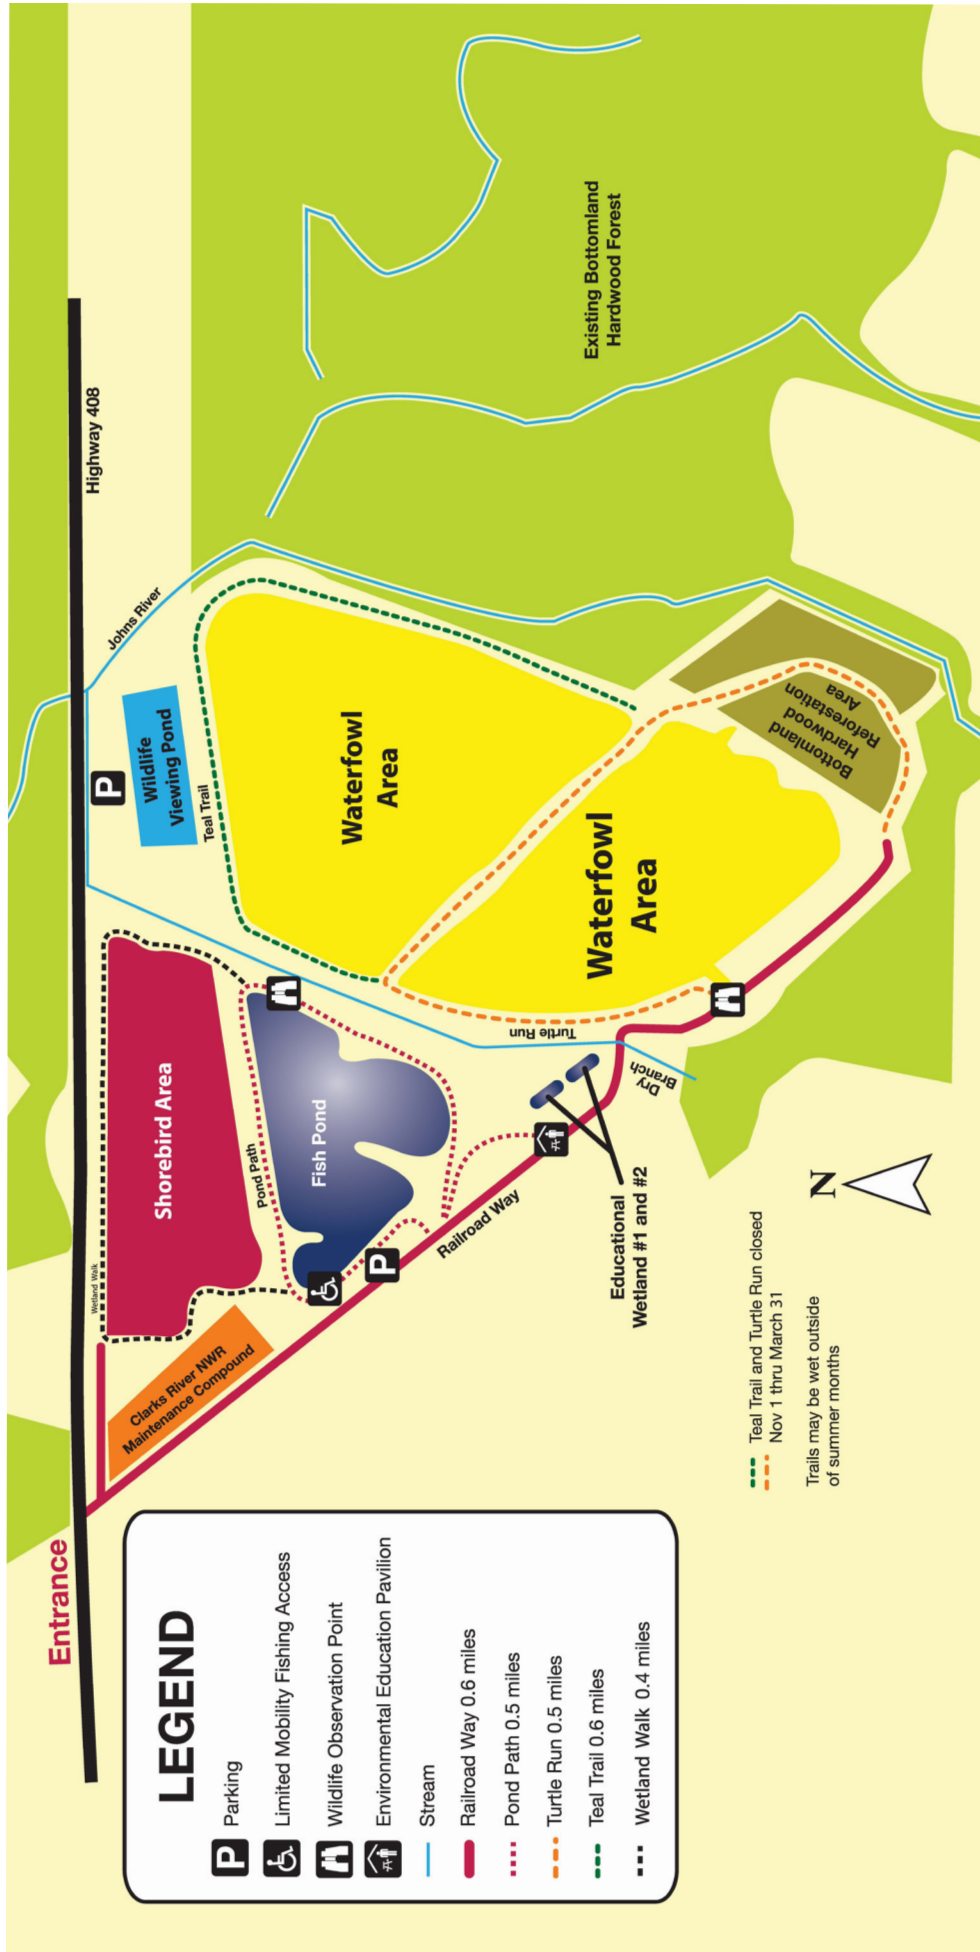 Highway 408
Johns River
Entrance
P
Wildlife
Viewing Pond
Teal Trail
Wetland Walk
Shorebird Area
Clarks River NWR
Maintenance Compound
Pond Path
Fish Pond
P
Railroad Way
Waterfowl
Area
Waterfowl
Area
Turtle Run
Dry
Branch
Educational
Wetland #1 and #2
Existing Bottomland
Hardwood Forest
Bottomland
Hardwood
Reforestation
Area
LEGEND
P Parking
Limited Mobility Fishing Access
Wildlife Observation Point
Environmental Education Pavilion
Stream
Railroad Way 0.6 miles
Pond Path 0.5 miles
Turtle Run 0.5 miles
Teal Trail 0.6 miles
Wetland Walk 0.4 miles
Teal Trail and Turtle Run closed
Nov 1 thru March 31
Trails may be wet outside
of summer months
N